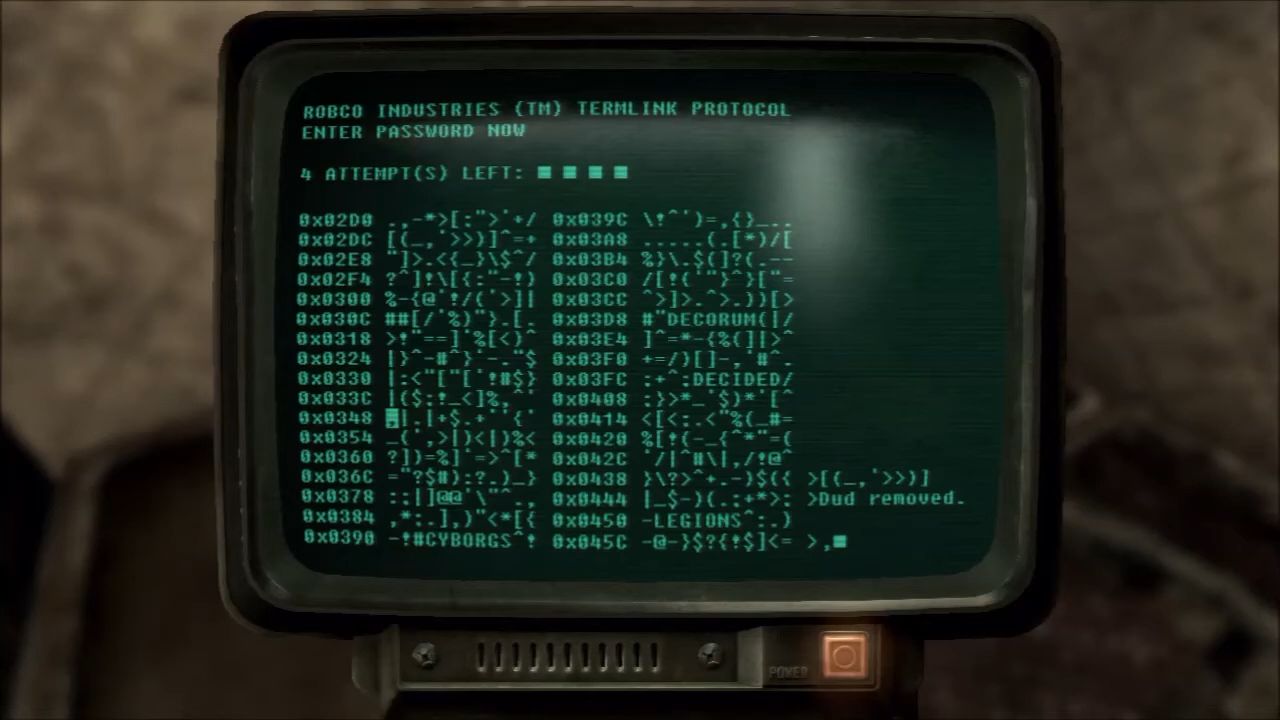 ROBCO INDUSTRIES (TM) TERMLINK PROTOCOL
ENTER PASSWORD NOW
4 ATTEMPT(S) LEFT: ■ ■ ■ ■
0x02D0 .,-*>[:">'+/ 0x039C \!^')=,{}_..
0x02DC [(_,'>>)]^=+ 0x03A8 .....(.[*)/[
0x02E8 "]>.<{_}\$^/ 0x03B4 %}\.$(]?(.--
0x02F4 ?^]!\[{:"-!) 0x03C0 /[!('"}^}["=
0x0300 %-{@'!/('>]| 0x03CC ^>]>.^>.))[>
0x030C ##[/'%)"}.[. 0x03D8 #"DECORUM(|/
0x0318 >!"==]'%[<)^ 0x03E4 ]^=*-{%(]|>^
0x0324 |}^-#^}'-."$ 0x03F0 +=/)[]-,'#^.
0x0330 |:<"["['!#$} 0x03FC :+^:DECIDED/
0x033C |($:!_<]%,^' 0x0408 :}>*_'$)*'[^
0x0348 ,|.|+$.+''{' 0x0414 <[<:.<"%(_#=
0x0354 _(',>|)<|)%< 0x0420 %[!(-_{^*"=(
0x0360 ?])=%]'=>^[* 0x042C '/|^#\|,/!@^
0x036C ="?$#):?.)_} 0x0438 }\?>^+.-)$({ >[(_,'>>)]
0x0378 ::|]@@'\"^., 0x0444 |_$-)(.:+*>: >Dud removed.
0x0384 ,*:.],)"<*[{ 0x0450 -LEGIONS^:.)
0x0390 -!#CYBORGS^! 0x045C -@-}$?{!$]<= >,■
POWER